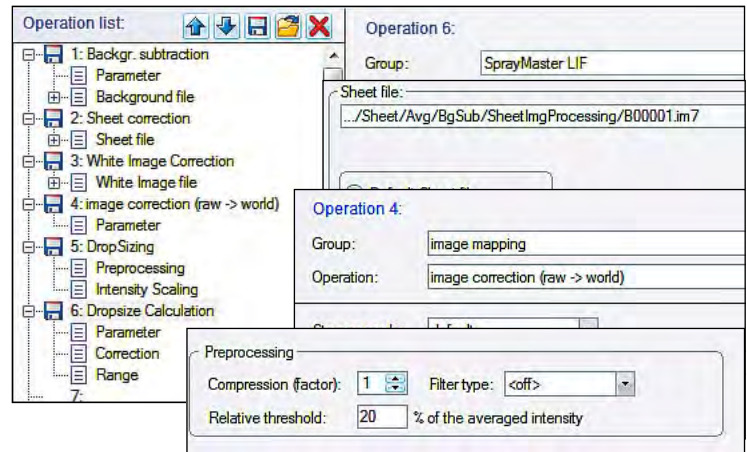 Operation list:
1: Backgr. subtraction
Parameter
Background file
2: Sheet correction
Sheet file
3: White Image Correction
White Image file
4: image correction (raw -> world)
Parameter
5: DropSizing
Preprocessing
Intensity Scaling
6: Dropsize Calculation
Parameter
Correction
Range
7:
Operation 6:
Group: SprayMaster LIF
Sheet file:
.../Sheet/Avg/BgSub/SheetImgProcessing/B00001.im7
Operation 4:
Group: image mapping
Operation: image correction (raw -> world)
Preprocessing
Compression (factor): 1 Filter type: <off>
Relative threshold: 20 % of the averaged intensity